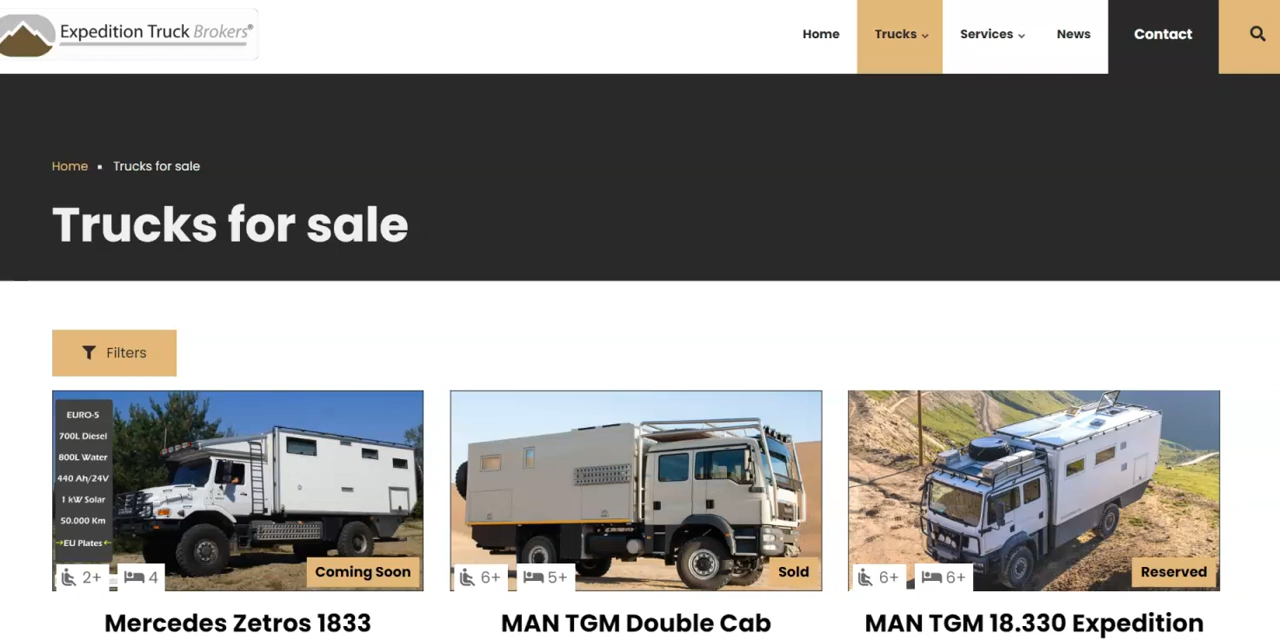 Expedition Truck Brokers®
Home
Trucks
Services
News
Contact
Home ▪ Trucks for sale
Trucks for sale
Filters
EURO-5
700L Diesel
800L Water
440 Ah/24V
1 kW Solar
50.000 Km
→EU Plates←
2+
4
Coming Soon
6+
5+
Sold
6+
6+
Reserved
Mercedes Zetros 1833
MAN TGM Double Cab
MAN TGM 18.330 Expedition